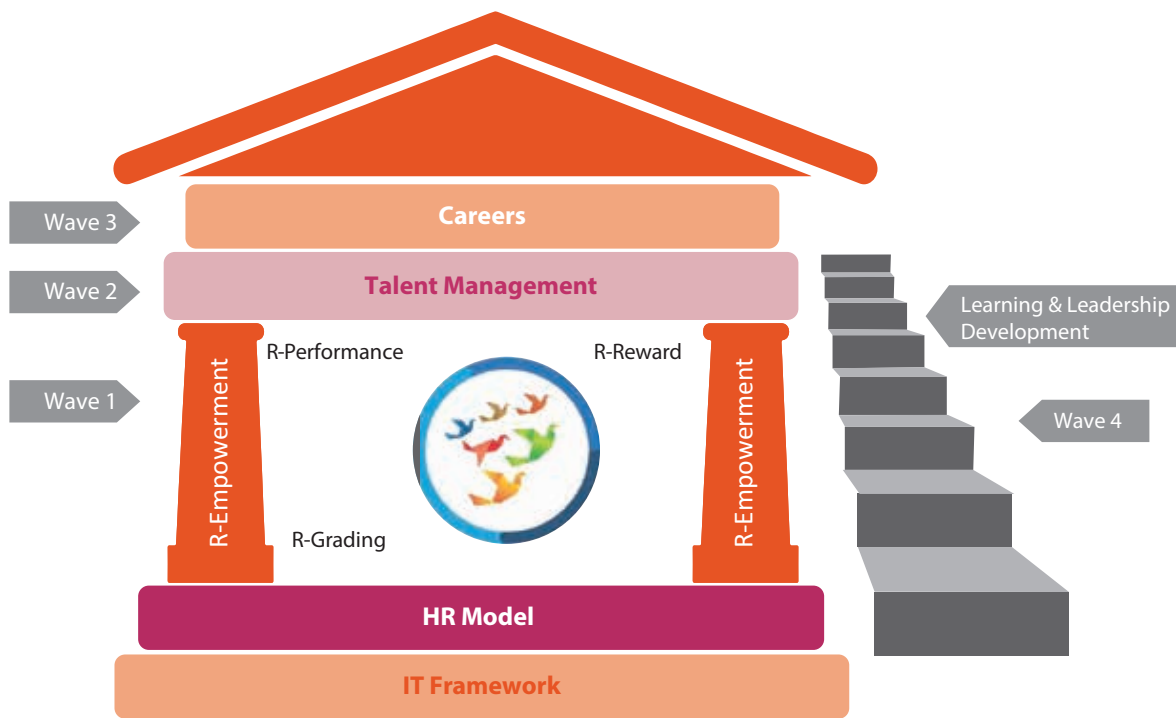 Careers
Wave 3
Talent Management
Wave 2
Learning & Leadership
Development
R-Performance
R-Reward
Wave 1
R-Empowerment
R-Empowerment
Wave 4
R-Grading
HR Model
IT Framework